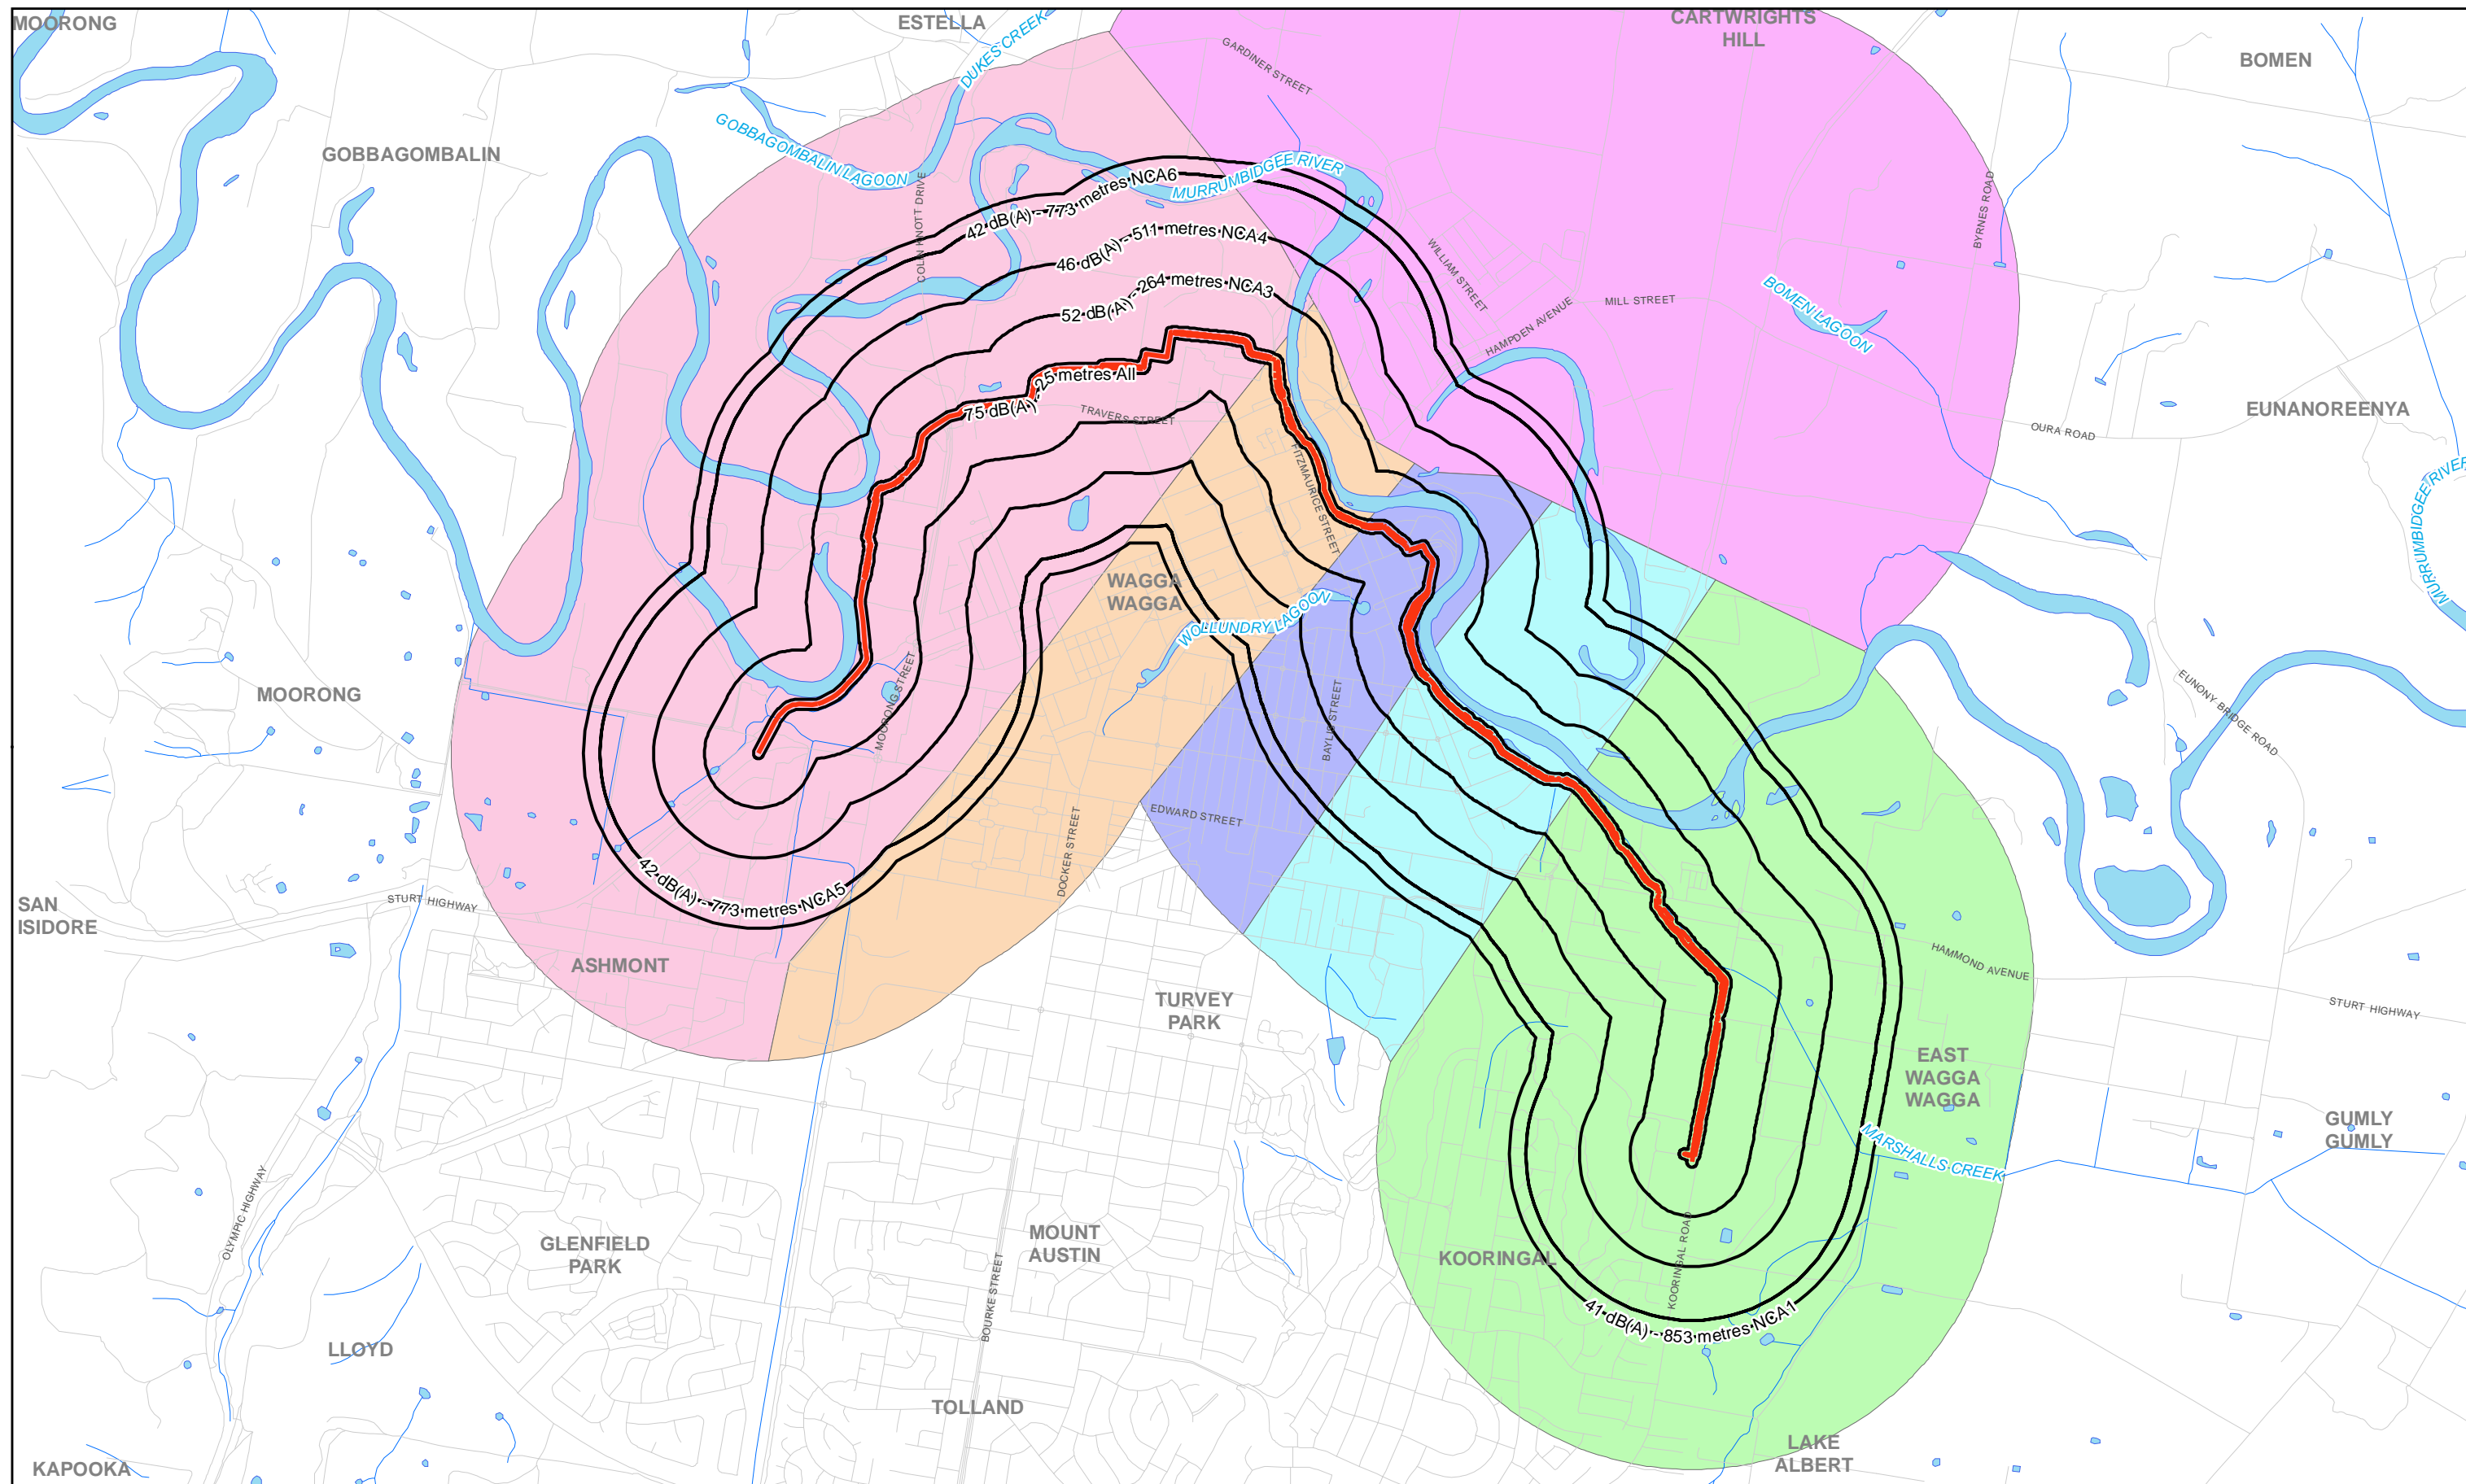 MOORONG
ESTELLA
DUKES CREEK
CARTWRIGHTS
HILL
GARDINER STREET
BOMEN
GOBBAGOMBALIN
GOBBAGOMBALIN LAGOON
MURRUMBIDGEE RIVER
COLIN KNOTT DRIVE
BYRNES ROAD
42 dB(A) - 773 metres NCA6
46 dB(A) - 511 metres NCA4
52 dB(A) - 264 metres NCA3
75 dB(A) - 25 metres All
WILLIAM STREET
HAMPDEN AVENUE
MILL STREET
BOMEN LAGOON
TRAVERS STREET
FITZMAURICE STREET
EUNANOREENYA
OURA ROAD
MURRUMBIDGEE RIVER
WAGGA
WAGGA
WOLLUNDRY LAGOON
MOORONG
MOORONG STREET
BAYLIS STREET
EUNONY BRIDGE ROAD
EDWARD STREET
DOCKER STREET
42 dB(A) - 773 metres NCA5
SAN
ISIDORE
STURT HIGHWAY
ASHMONT
HAMMOND AVENUE
TURVEY
PARK
STURT HIGHWAY
EAST
WAGGA
WAGGA
GUMLY
GUMLY
MARSHALLS CREEK
OLYMPIC HIGHWAY
GLENFIELD
PARK
MOUNT
AUSTIN
KOORINGAL
KOORINGAL ROAD
BOURKE STREET
41 dB(A) - 853 metres NCA1
LLOYD
TOLLAND
LAKE
ALBERT
KAPOOKA